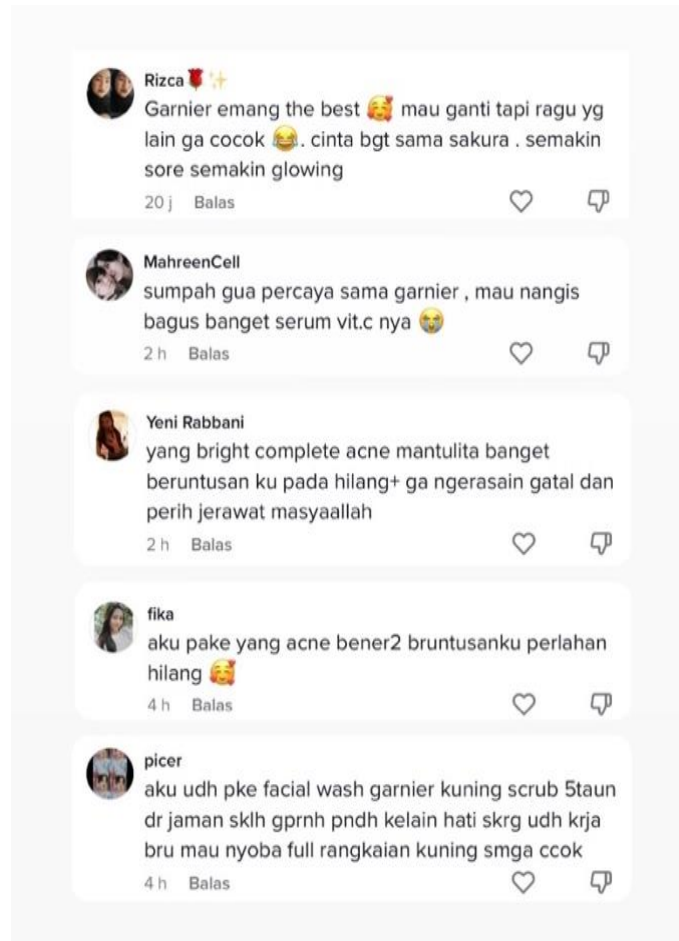 Rizca🌹✨
Garnier emang the best 🥰 mau ganti tapi ragu yg
lain ga cocok 😂. cinta bgt sama sakura . semakin
sore semakin glowing
20 j Balas
MahreenCell
sumpah gua percaya sama garnier , mau nangis
bagus banget serum vit.c nya 😭
2 h Balas
Yeni Rabbani
yang bright complete acne mantulita banget
beruntusan ku pada hilang+ ga ngerasain gatal dan
perih jerawat masyaallah
2 h Balas
fika
aku pake yang acne bener2 bruntusanku perlahan
hilang 🥰
4 h Balas
picer
aku udh pke facial wash garnier kuning scrub 5taun
dr jaman sklh gprnh pndh kelain hati skrg udh krja
bru mau nyoba full rangkaian kuning smga ccok
4 h Balas